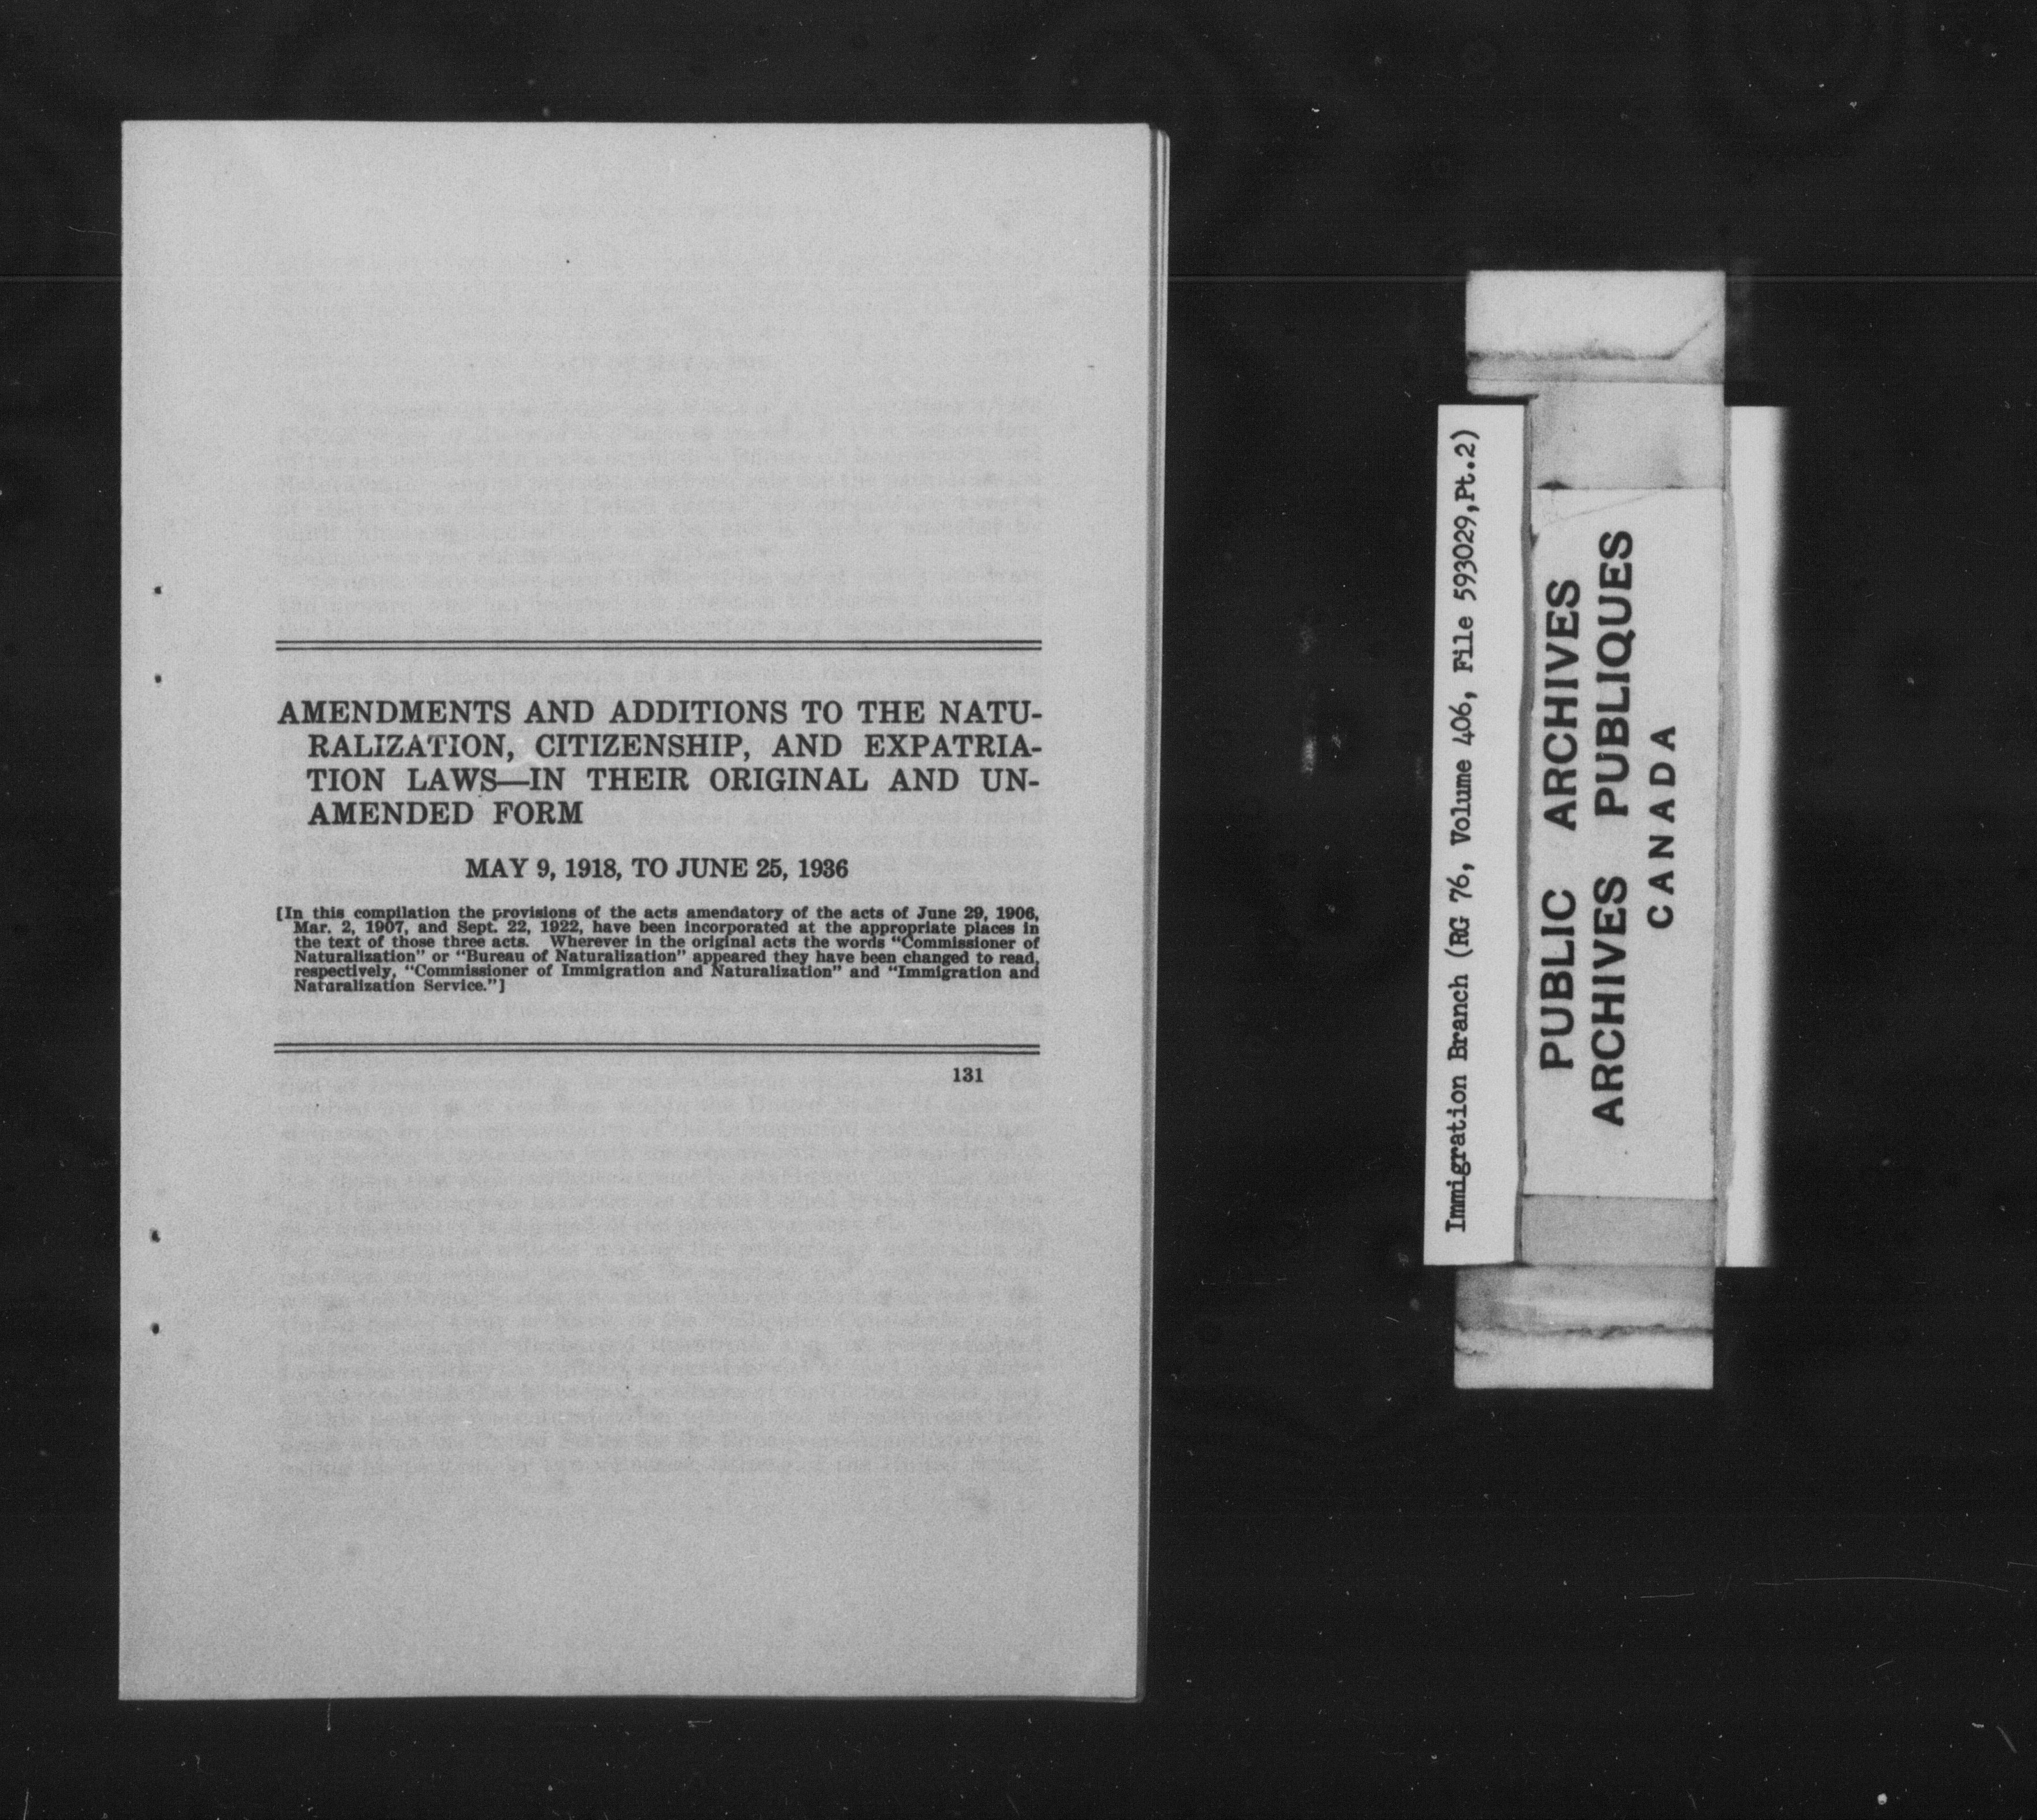 AMENDMENTS AND ADDITIONS TO THE NATU-
RALIZATION, CITIZENSHIP, AND EXPATRIA-
TION LAWS—IN THEIR ORIGINAL AND UN-
AMENDED FORM
MAY 9, 1918, TO JUNE 25, 1936
[In this compilation the provisions of the acts amendatory of the acts of June 29, 1906,
Mar. 2, 1907, and Sept. 22, 1922, have been incorporated at the appropriate places in
the text of those three acts. Wherever in the original acts the words “Commissioner of
Naturalization” or “Bureau of Naturalization” appeared they have been changed to read,
respectively, “Commissioner of Immigration and Naturalization” and “Immigration and
Naturalization Service.”]
131
Immigration Branch (RG 76, Volume 406, File 593029,Pt.2)
PUBLIC ARCHIVES
ARCHIVES PUBLIQUES
CANADA